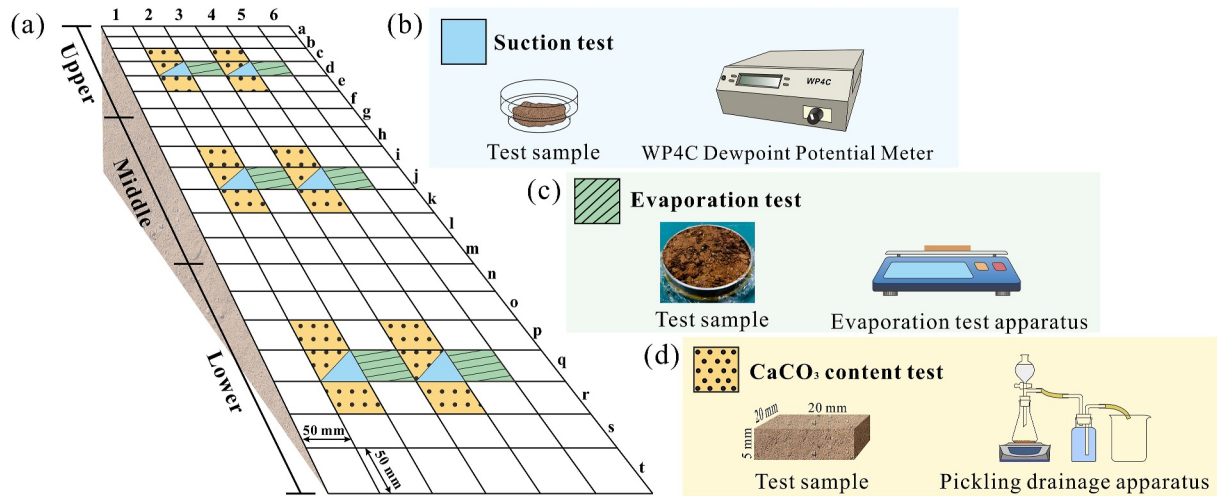 (a)
1 2 3 4 5 6
a
b
c
d
e
f
g
h
i
j
k
l
m
n
o
p
q
r
s
t
Upper
Middle
Lower
50 mm
50 mm
(b)
Suction test
WP4C
Test sample
WP4C Dewpoint Potential Meter
(c)
Evaporation test
Test sample
Evaporation test apparatus
(d)
CaCO₃ content test
20 mm
20 mm
5 mm
Test sample
Pickling drainage apparatus